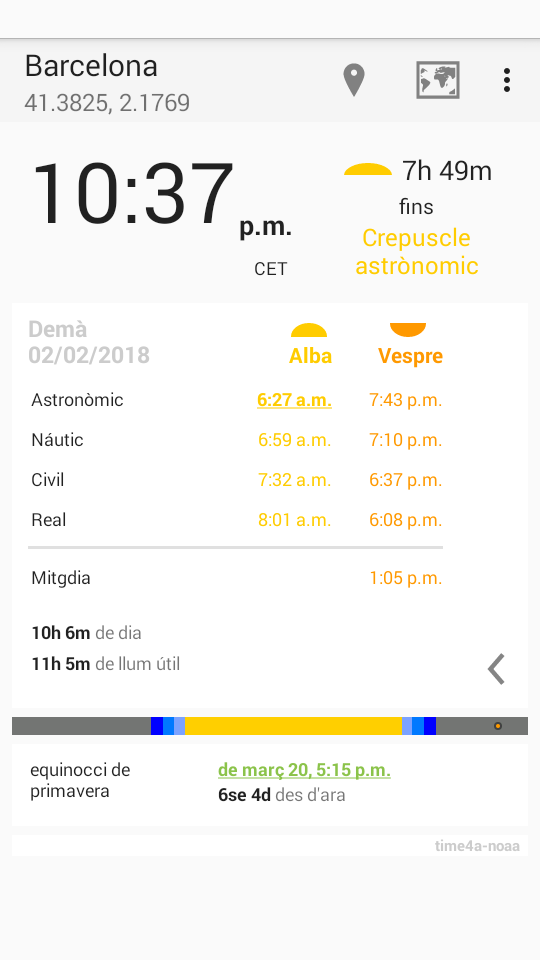 Barcelona
41.3825, 2.1769
10:37 p.m.
CET
7h 49m
fins
Crepuscle
astrònomic
Demà
02/02/2018
Alba Vespre
Astronòmic 6:27 a.m. 7:43 p.m.
Náutic 6:59 a.m. 7:10 p.m.
Civil 7:32 a.m. 6:37 p.m.
Real 8:01 a.m. 6:08 p.m.
Mitgdia 1:05 p.m.
10h 6m de dia
11h 5m de llum útil
equinocci de
primavera
de març 20, 5:15 p.m.
6se 4d des d'ara
time4a-noaa